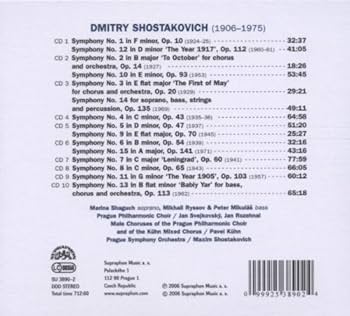 DMITRY SHOSTAKOVICH (1906–1975)
CD 1 Symphony No. 1 in F minor, Op. 10 (1924–25) 32:37
Symphony No. 12 in D minor 'The Year 1917', Op. 112 (1960–61) 41:05
CD 2 Symphony No. 2 in B major 'To October' for chorus
and orchestra, Op. 14 (1927) 18:26
Symphony No. 10 in E minor, Op. 93 (1953) 53:45
CD 3 Symphony No. 3 in E flat major 'The First of May'
for chorus and orchestra, Op. 20 (1929) 29:21
Symphony No. 14 for soprano, bass, strings
and percussion, Op. 135 (1969) 49:11
CD 4 Symphony No. 4 in C minor, Op. 43 (1935–36) 64:58
CD 5 Symphony No. 5 in D minor, Op. 47 (1937) 51:20
Symphony No. 9 in E flat major, Op. 70 (1945) 25:27
CD 6 Symphony No. 6 in B minor, Op. 54 (1939) 32:16
Symphony No. 15 in A major, Op. 141 (1971) 43:16
CD 7 Symphony No. 7 in C major 'Leningrad', Op. 60 (1941) 77:59
CD 8 Symphony No. 8 in C minor, Op. 65 (1943) 66:05
CD 9 Symphony No. 11 in G minor 'The Year 1905', Op. 103 (1957) 60:12
CD 10 Symphony No. 13 in B flat minor 'Babiy Yar' for bass,
chorus and orchestra, Op. 113 (1962) 65:18
Marina Shaguch soprano, Mikhail Ryssov & Peter Mikuláš bass
Prague Philharmonic Choir / Jan Svejkovský, Jan Rozehnal
Male Choruses of the Prague Philharmonic Choir
and of the Kühn Mixed Chorus / Pavel Kühn
Prague Symphony Orchestra / Maxim Shostakovich
SU 3890-2
DDD STEREO
Total time 712:60
Supraphon Music a. s.
Palackého 1
112 99 Praha 1
Czech Republic
℗ 2006 Supraphon Music a. s.
© 2006 Supraphon Music a. s.
0 99925 38902 4